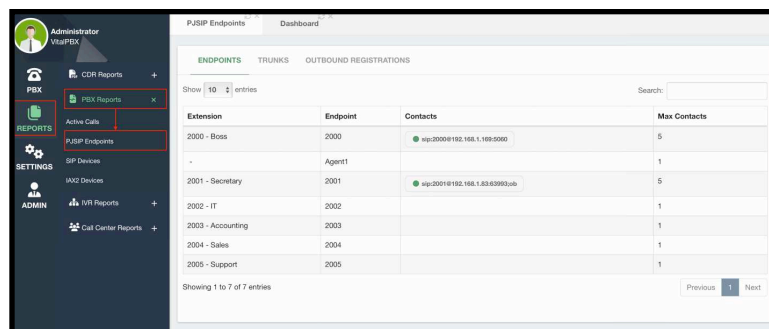 Administrator
VitalPBX
PBX
REPORTS
SETTINGS
ADMIN
CDR Reports +
PBX Reports ×
Active Calls
PJSIP Endpoints
SIP Devices
IAX2 Devices
IVR Reports +
Call Center Reports +
PJSIP Endpoints Dashboard
ENDPOINTS TRUNKS OUTBOUND REGISTRATIONS
Show 10 entries Search:
Extension Endpoint Contacts Max Contacts
2000 - Boss 2000 sip:2000@192.168.1.169:5060 5
- Agent1 1
2001 - Secretary 2001 sip:2001@192.168.1.83:63993;ob 5
2002 - IT 2002 1
2003 - Accounting 2003 1
2004 - Sales 2004 1
2005 - Support 2005 1
Showing 1 to 7 of 7 entries Previous 1 Next